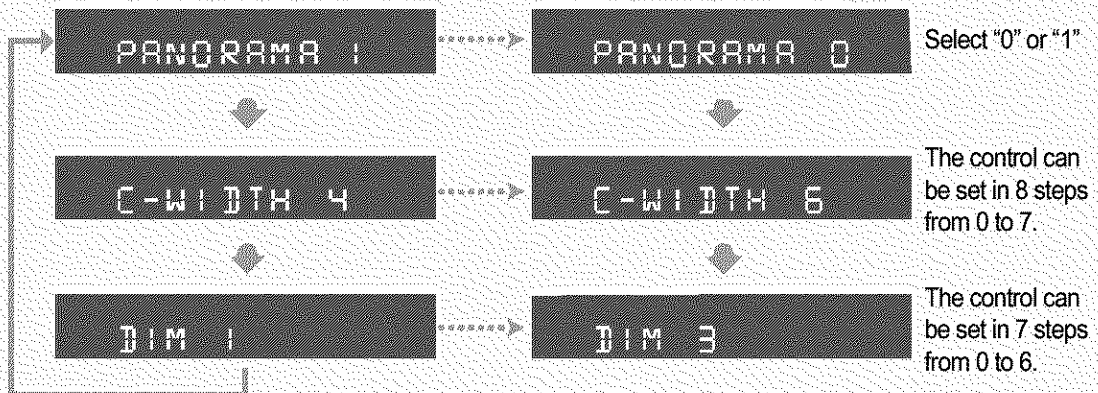 PANORAMA 1
PANORAMA 0
Select “0” or “1”
C-WIDTH 4
C-WIDTH 6
The control can
be set in 8 steps
from 0 to 7.
DIM 1
DIM 3
The control can
be set in 7 steps
from 0 to 6.